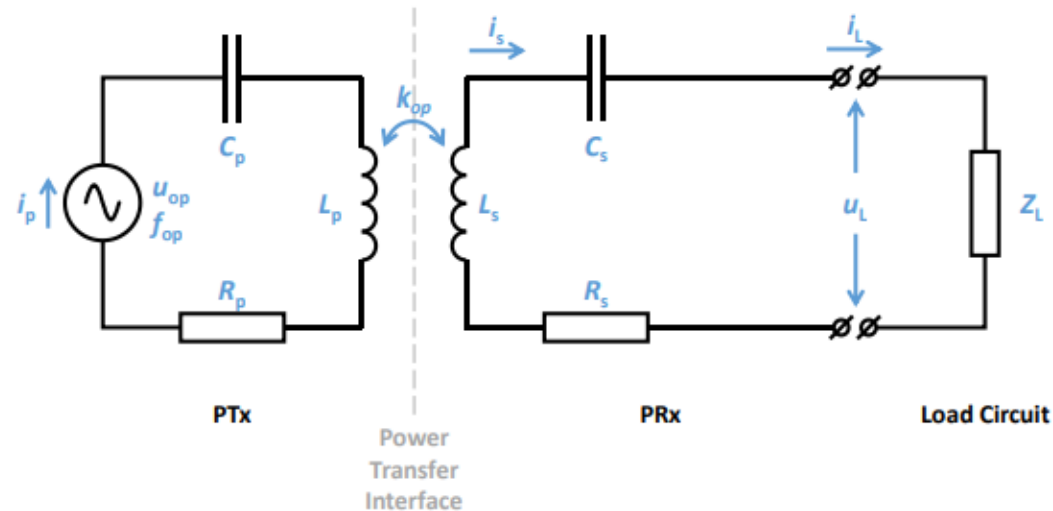 i_s
i_L
k_op
C_p
C_s
i_p
u_op
f_op
L_p
L_s
u_L
Z_L
R_p
R_s
PTx
PRx
Load Circuit
Power
Transfer
Interface